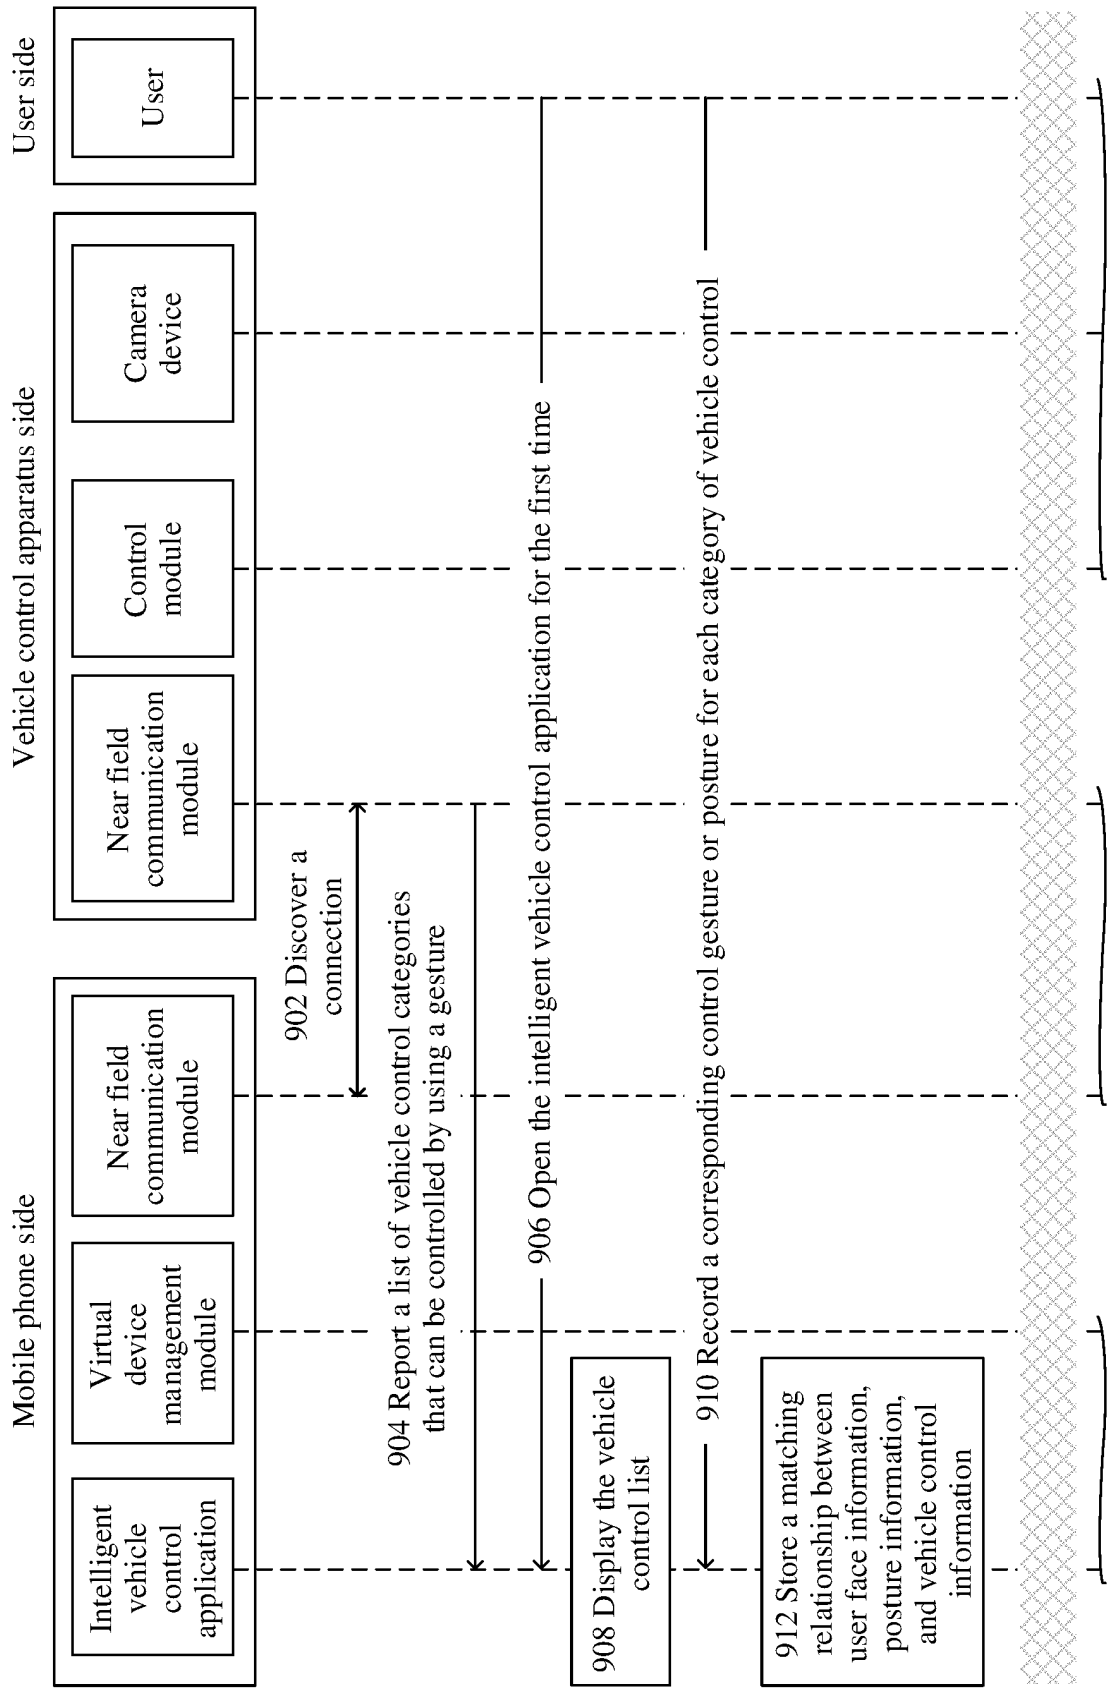 Mobile phone side
Vehicle control apparatus side
User side
Intelligent
vehicle
control
application
Virtual
device
management
module
Near field
communication
module
Near field
communication
module
Control
module
Camera
device
User
902 Discover a
connection
904 Report a list of vehicle control categories
that can be controlled by using a gesture
906 Open the intelligent vehicle control application for the first time
908 Display the vehicle
control list
910 Record a corresponding control gesture or posture for each category of vehicle control
912 Store a matching
relationship between
user face information,
posture information,
and vehicle control
information